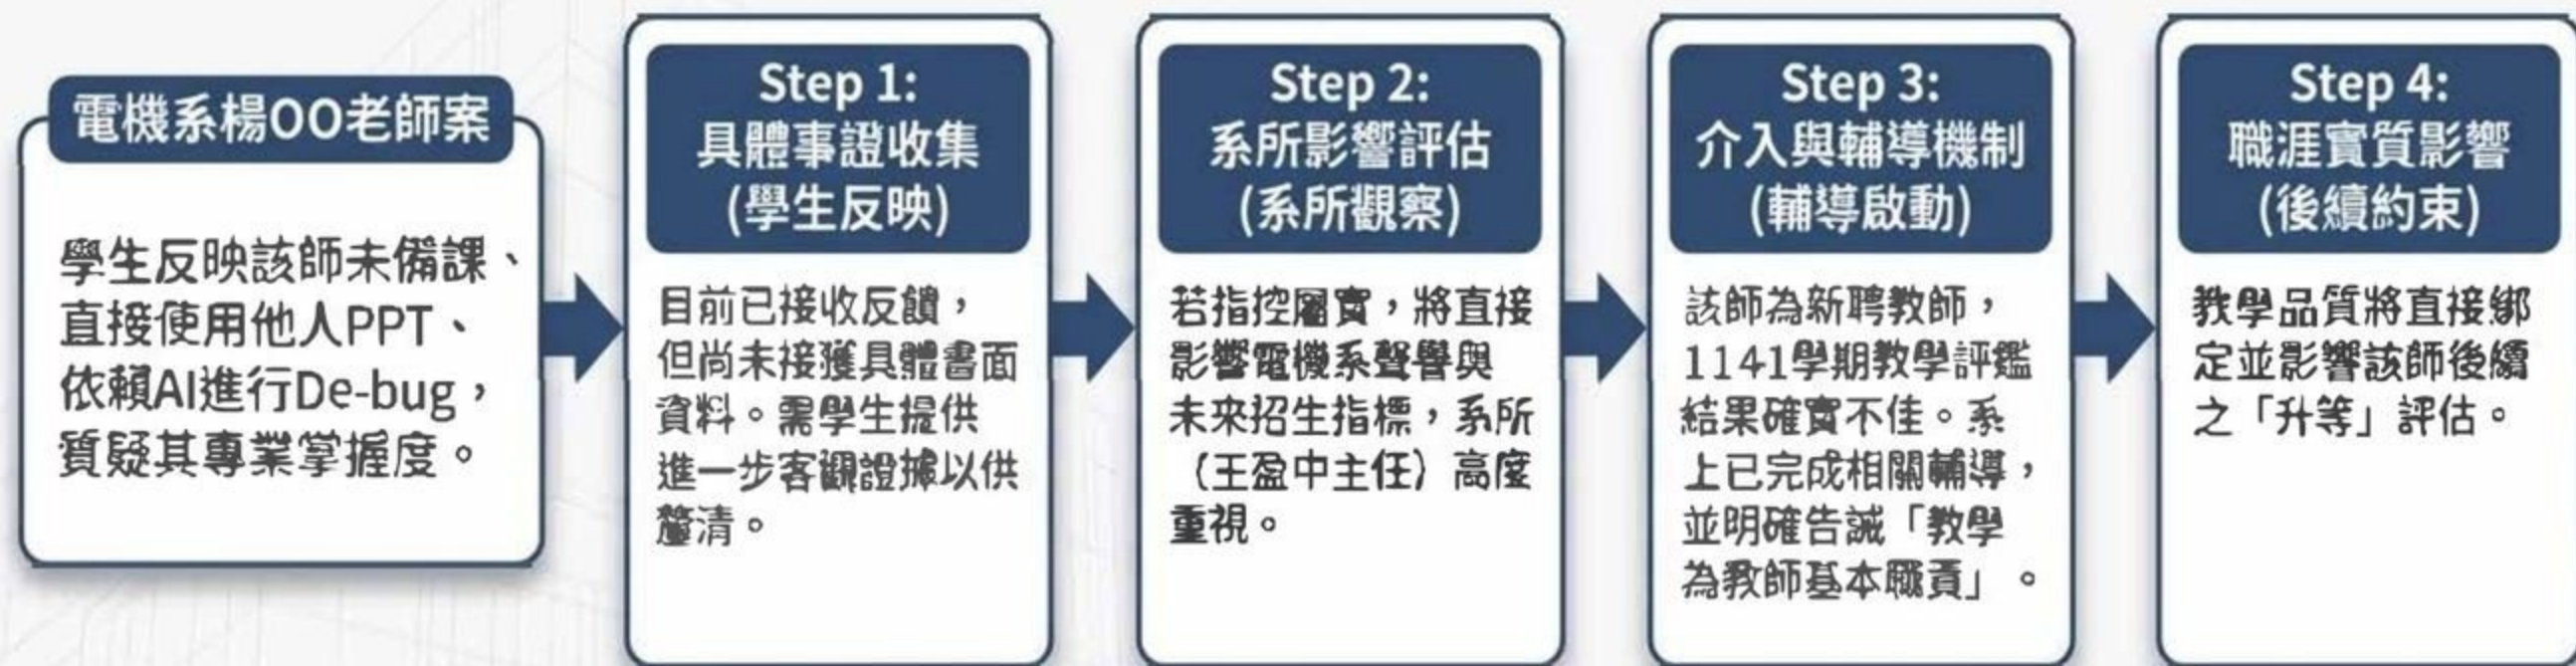 電機系楊OO老師案
學生反映該師未備課、
直接使用他人PPT、
依賴AI進行De-bug，
質疑其專業掌握度。
Step 1:
具體事證收集
(學生反映)
目前已接收反饋，
但尚未接獲具體書面
資料。需學生提供
進一步客觀證據以供
釐清。
Step 2:
系所影響評估
(系所觀察)
若指控屬實，將直接
影響電機系聲譽與
未來招生指標，系所
（王盈中主任）高度
重視。
Step 3:
介入與輔導機制
(輔導啟動)
該師為新聘教師，
1141學期教學評鑑
結果確實不佳。系
上已完成相關輔導，
並明確告誡「教學
為教師基本職責」。
Step 4:
職涯實質影響
(後續約束)
教學品質將直接綁
定並影響該師後續
之「升等」評估。